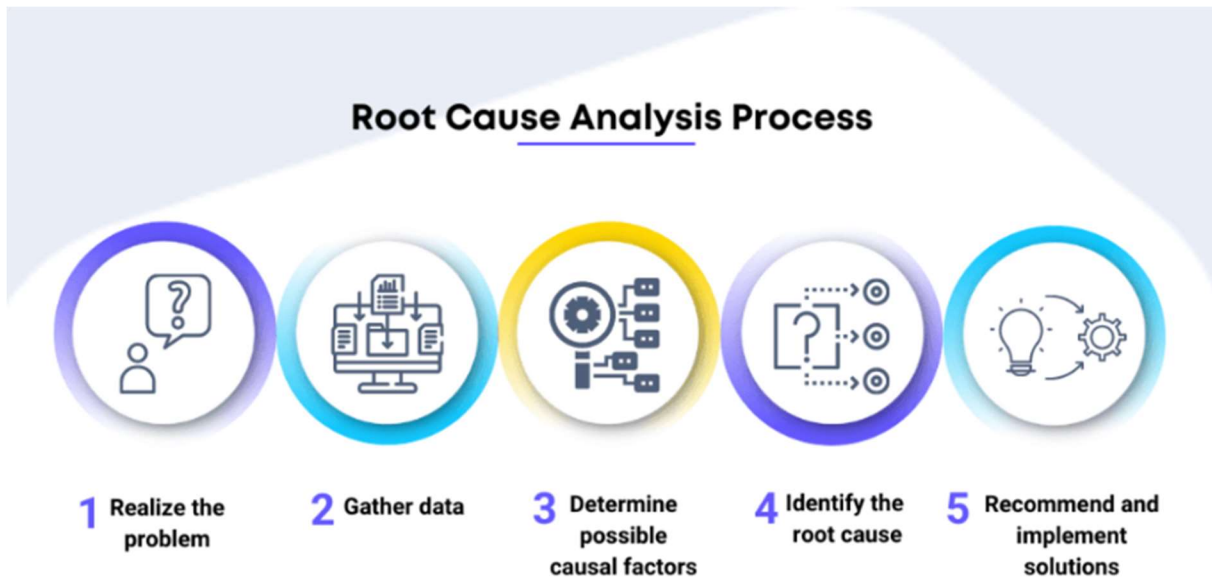 Root Cause Analysis Process
1 Realize the
problem
2 Gather data
3 Determine
possible
causal factors
4 Identify the
root cause
5 Recommend and
implement
solutions